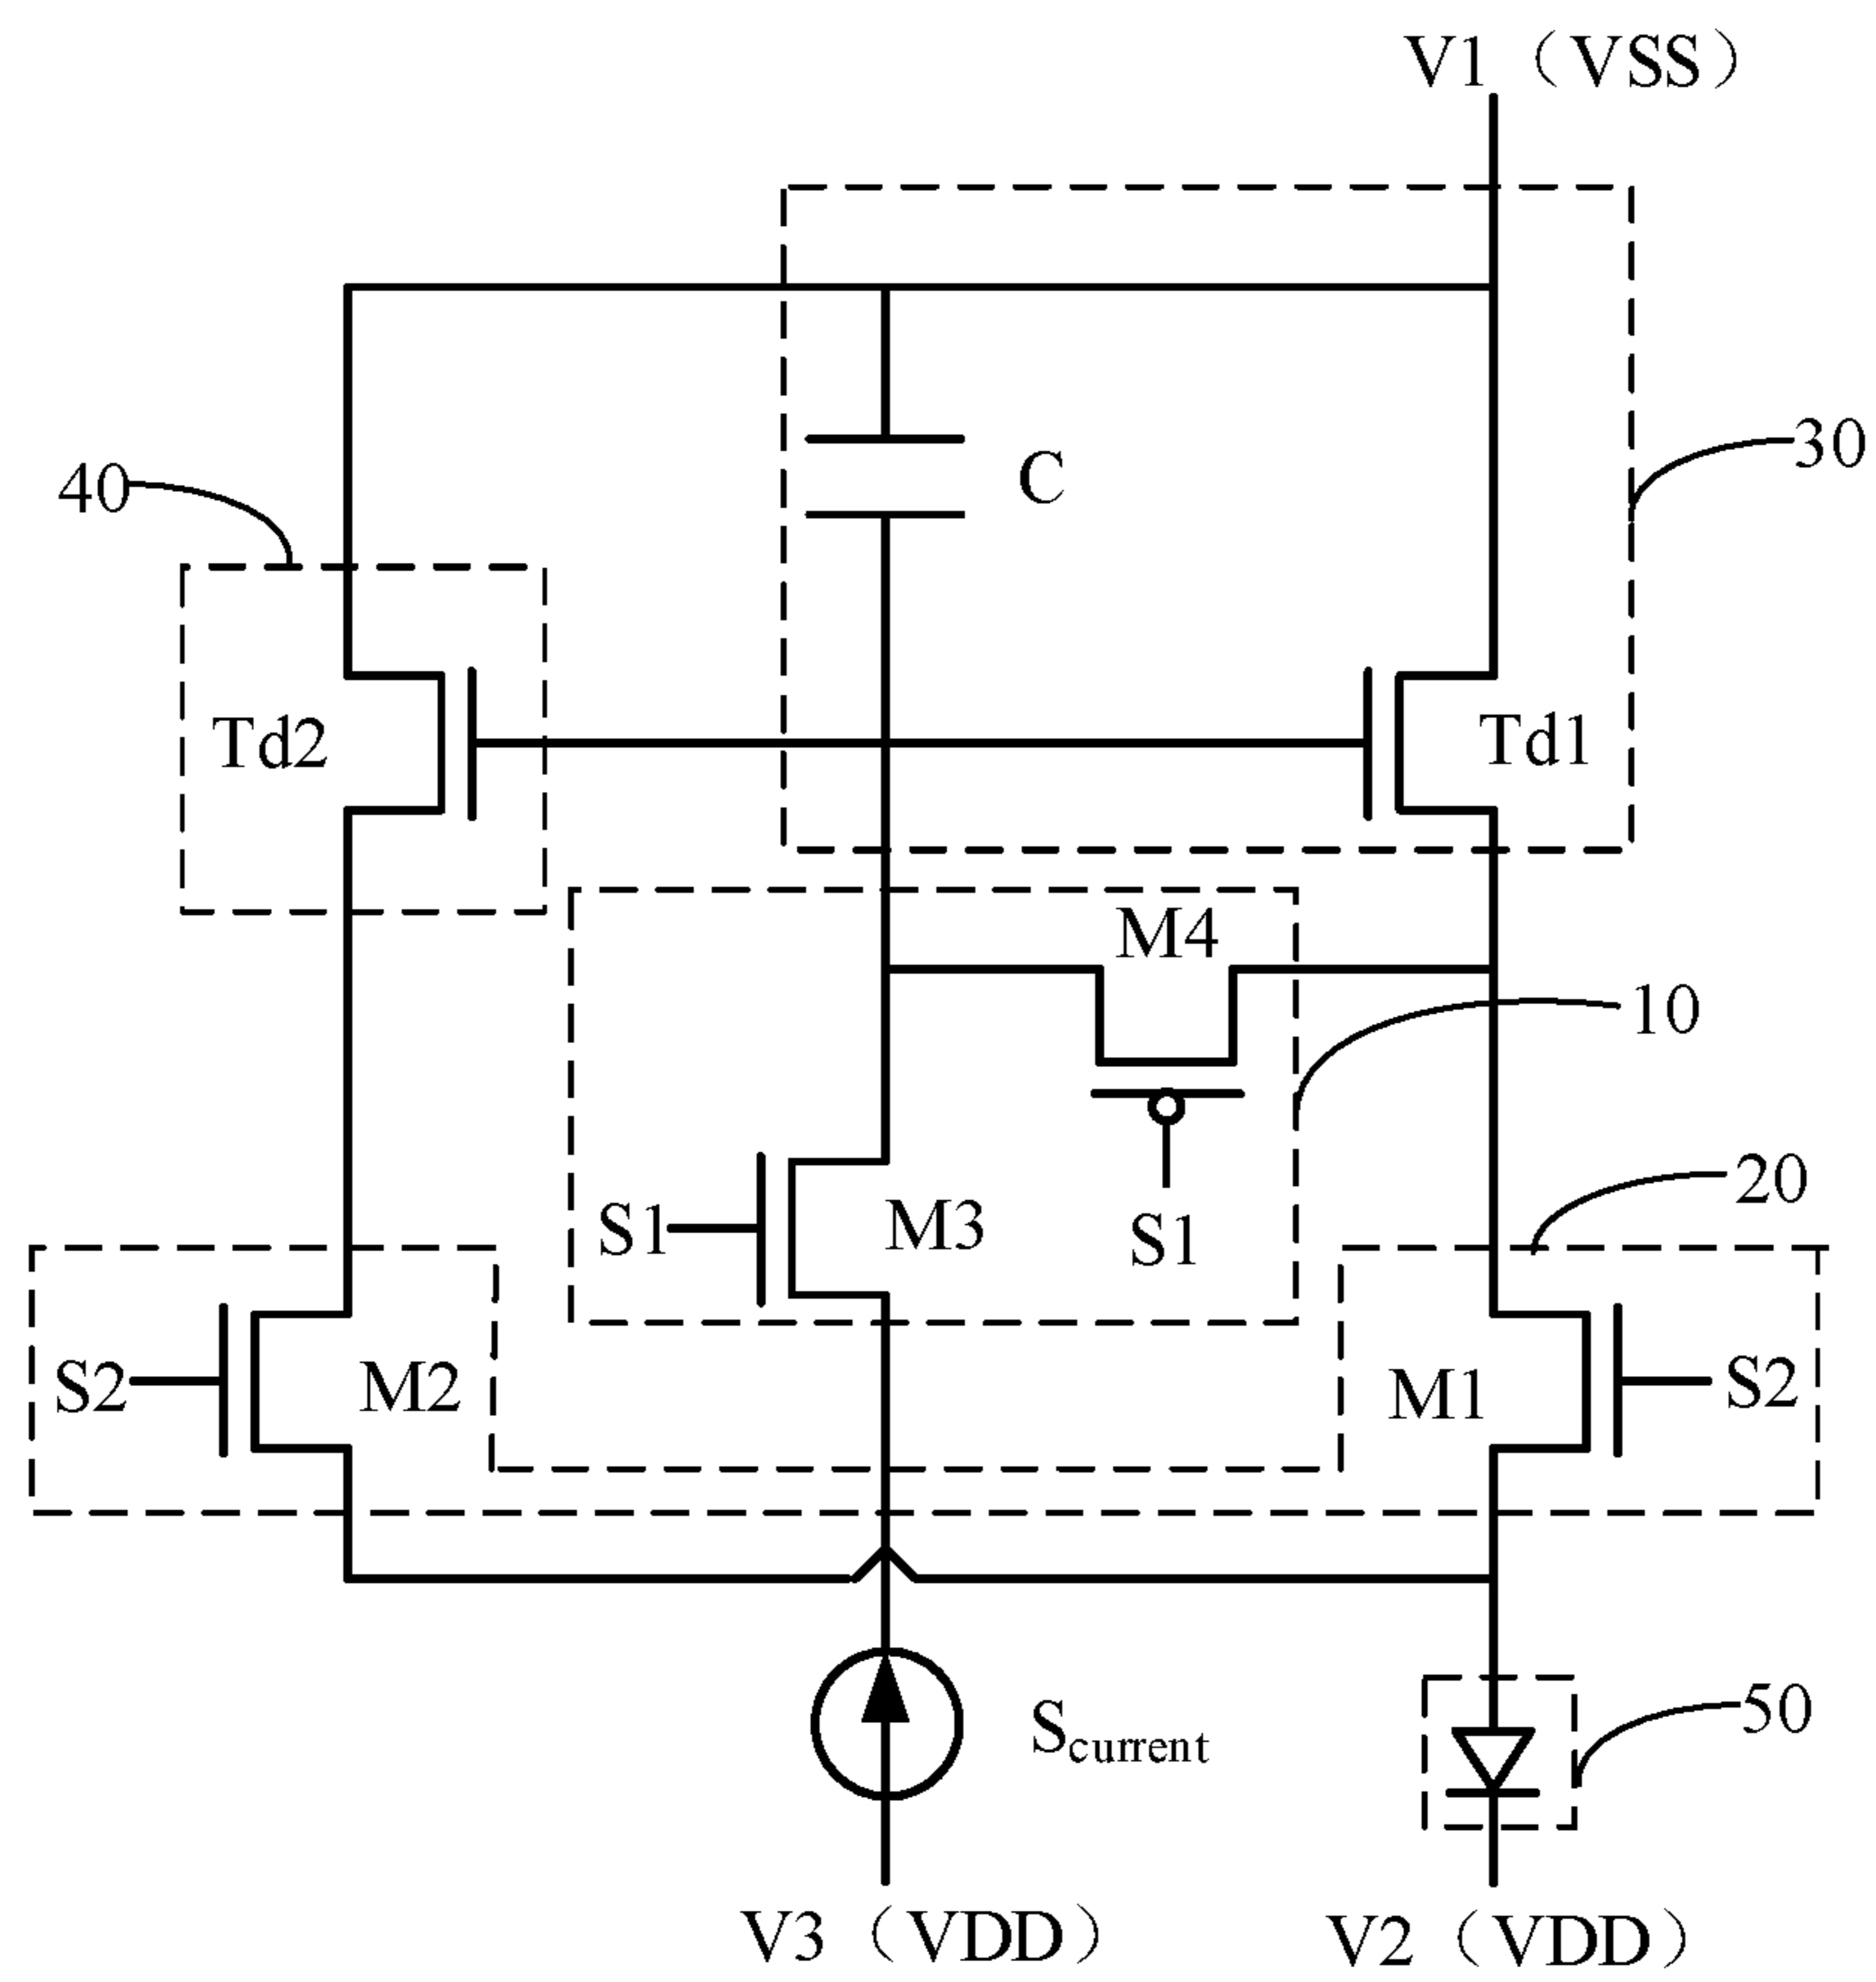 V1（VSS）
30
C
40
Td2
Td1
M4
10
20
S1
M3
S1
S2
M2
M1
S2
50
Scurrent
V3（VDD）
V2（VDD）